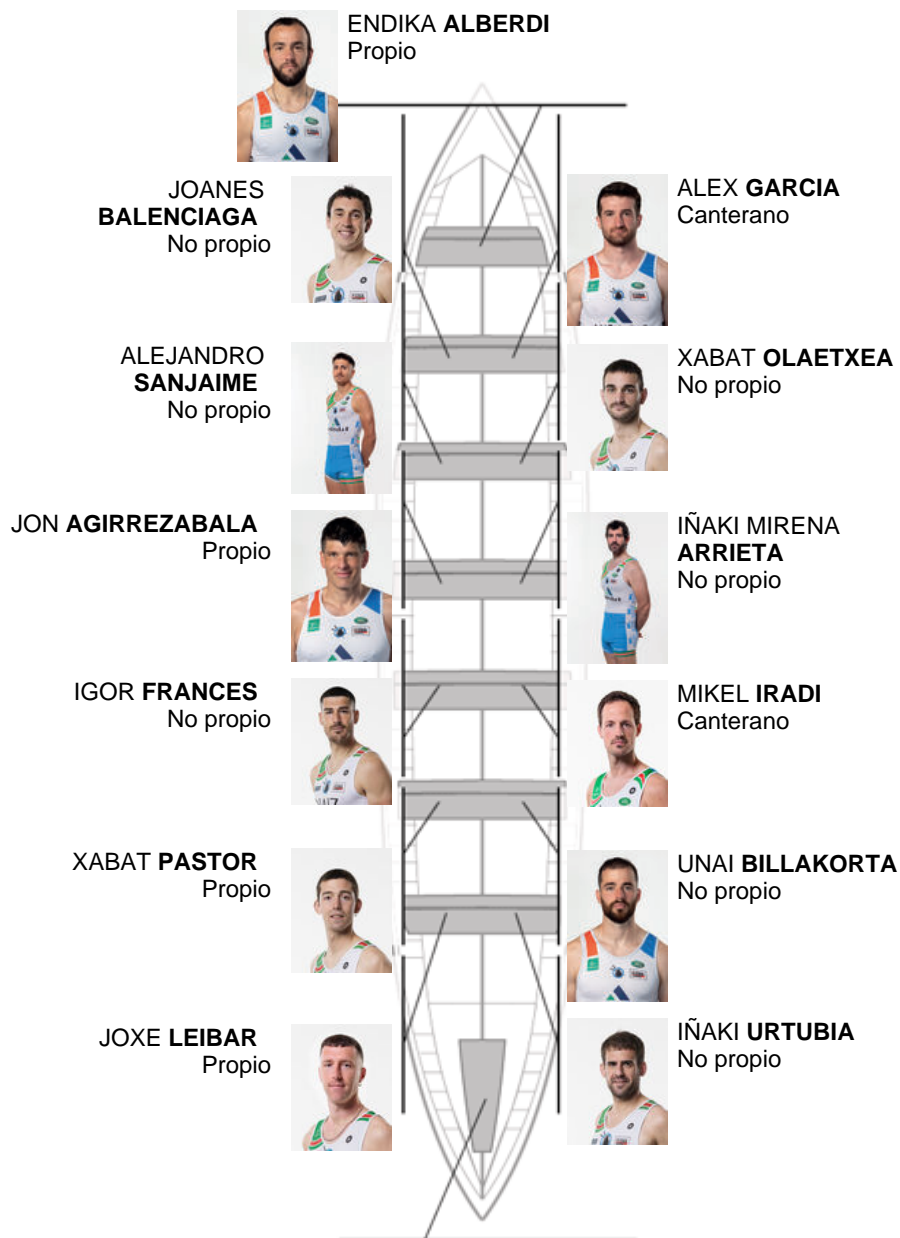 ENDIKA ALBERDI
Propio
JOANES
BALENCIAGA
No propio
ALEX GARCIA
Canterano
ALEJANDRO
SANJAIME
No propio
XABAT OLAETXEA
No propio
JON AGIRREZABALA
Propio
IÑAKI MIRENA
ARRIETA
No propio
IGOR FRANCES
No propio
MIKEL IRADI
Canterano
XABAT PASTOR
Propio
UNAI BILLAKORTA
No propio
JOXE LEIBAR
Propio
IÑAKI URTUBIA
No propio